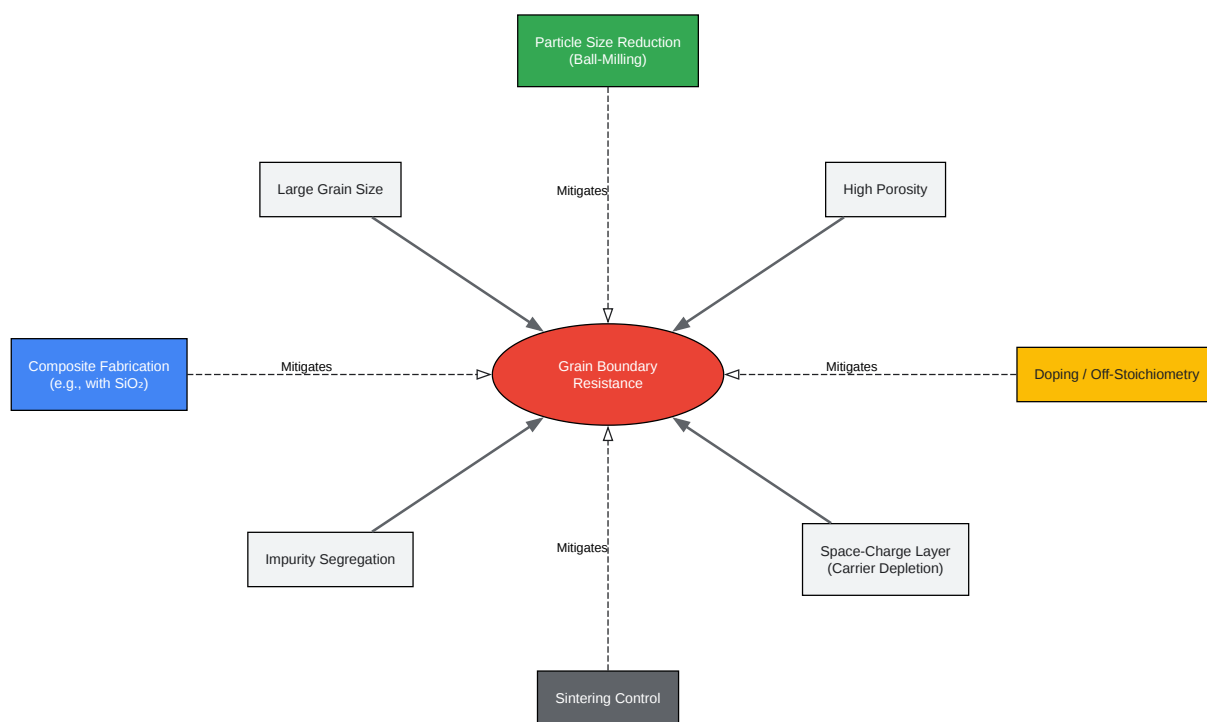 Particle Size Reduction
(Ball-Milling)
Mitigates
Large Grain Size
High Porosity
Composite Fabrication
(e.g., with SiO₂)
Mitigates
Grain Boundary
Resistance
Mitigates
Doping / Off-Stoichiometry
Impurity Segregation
Mitigates
Space-Charge Layer
(Carrier Depletion)
Sintering Control